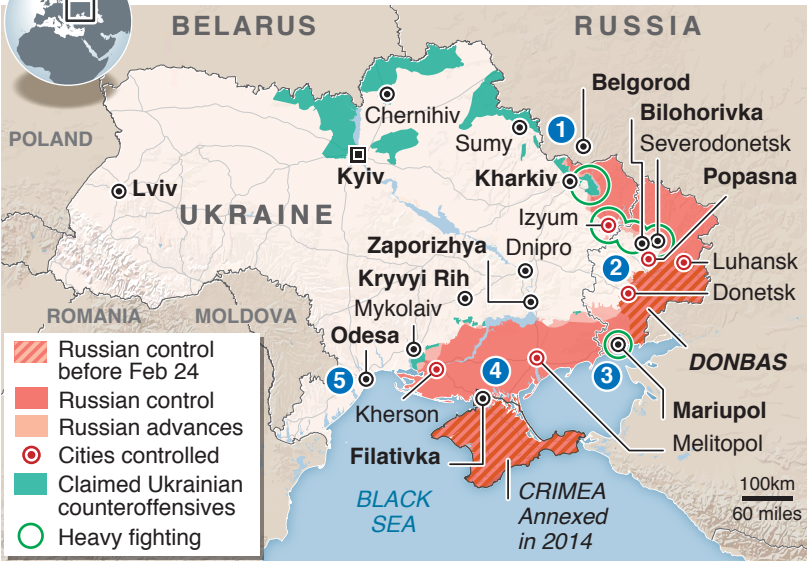 BELARUS
RUSSIA
Belgorod
Bilohorivka
Severodonetsk
Popasna
Chernihiv
Sumy
1
POLAND
Kyiv
Kharkiv
Lviv
UKRAINE
Izyum
Dnipro
Zaporizhya
2
Kryvyi Rih
Mykolaiv
Luhansk
Donetsk
ROMANIA
MOLDOVA
Odesa
DONBAS
4
3
5
Kherson
Mariupol
Melitopol
Filativka
BLACK
SEA
CRIMEA
Annexed
in 2014
100km
60 miles
Russian control
before Feb 24
Russian control
Russian advances
Cities controlled
Claimed Ukrainian
counteroffensives
Heavy fighting